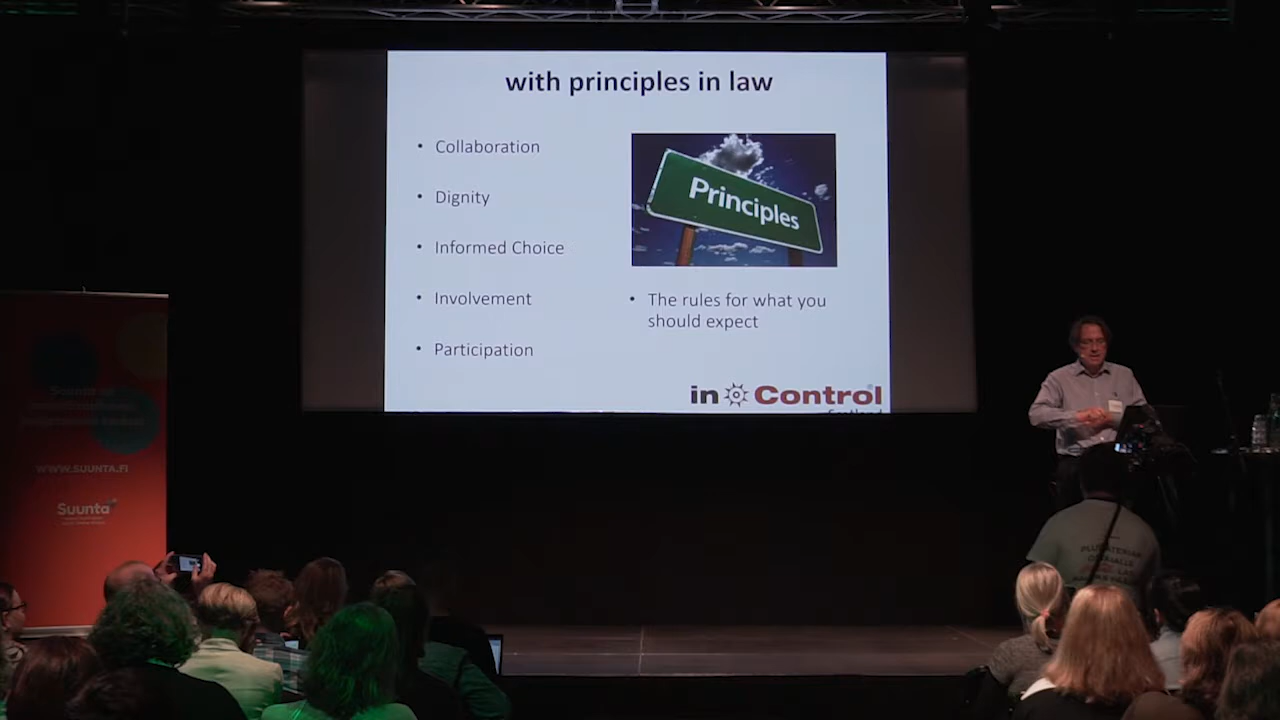 with principles in law
• Collaboration
• Dignity
• Informed Choice
• Involvement
• Participation
Principles
• The rules for what you
should expect
in Control®
Scotland
WWW.SUUNTA.FI
Suunta